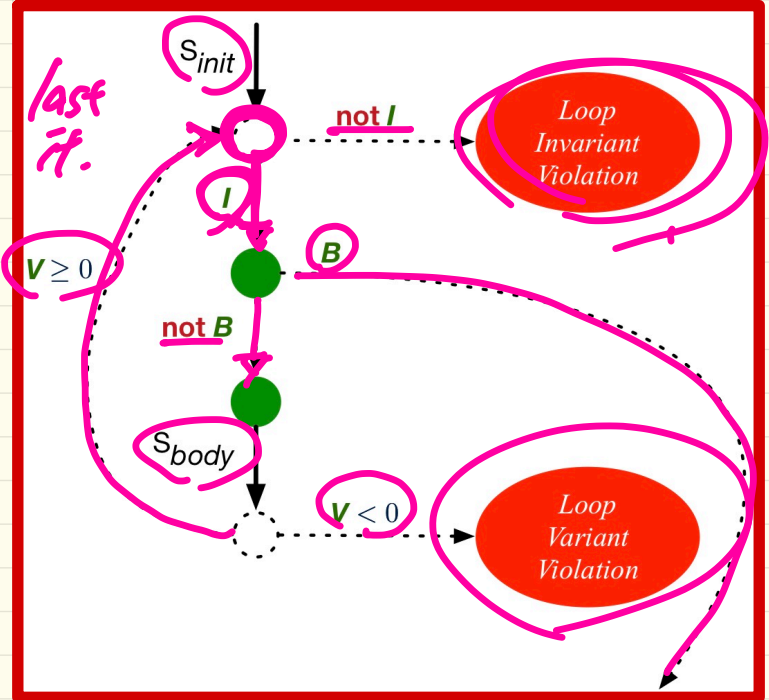 S_init
last
it.
not I
Loop
Invariant
Violation
I
V ≥ 0
B
not B
S_body
V < 0
Loop
Variant
Violation